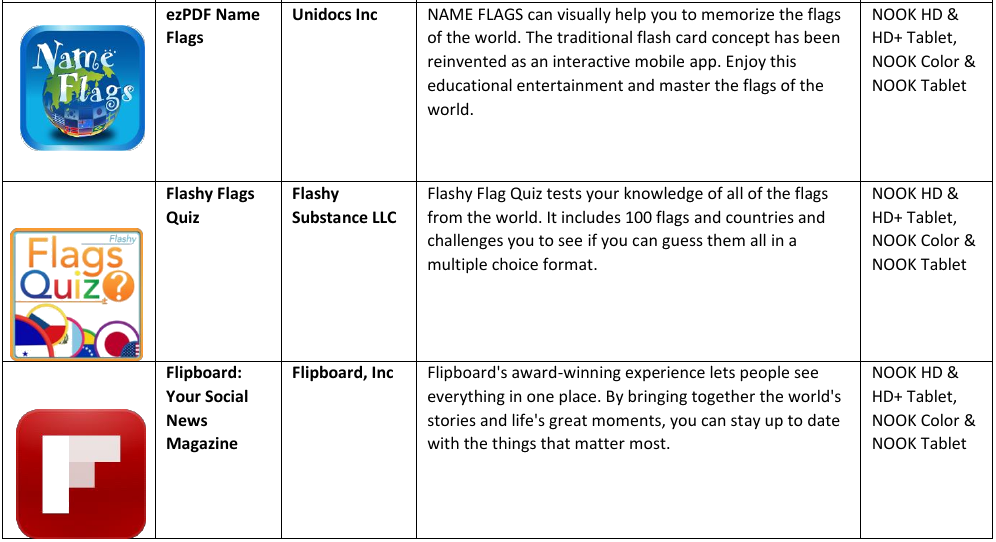 Name
Flags
ezPDF Name
Flags
Unidocs Inc
NAME FLAGS can visually help you to memorize the flags
of the world. The traditional flash card concept has been
reinvented as an interactive mobile app. Enjoy this
educational entertainment and master the flags of the
world.
NOOK HD &
HD+ Tablet,
NOOK Color &
NOOK Tablet
Flashy
Flags
Quiz?
Flashy Flags
Quiz
Flashy
Substance LLC
Flashy Flag Quiz tests your knowledge of all of the flags
from the world. It includes 100 flags and countries and
challenges you to see if you can guess them all in a
multiple choice format.
NOOK HD &
HD+ Tablet,
NOOK Color &
NOOK Tablet
Flipboard:
Your Social
News
Magazine
Flipboard, Inc
Flipboard's award-winning experience lets people see
everything in one place. By bringing together the world's
stories and life's great moments, you can stay up to date
with the things that matter most.
NOOK HD &
HD+ Tablet,
NOOK Color &
NOOK Tablet